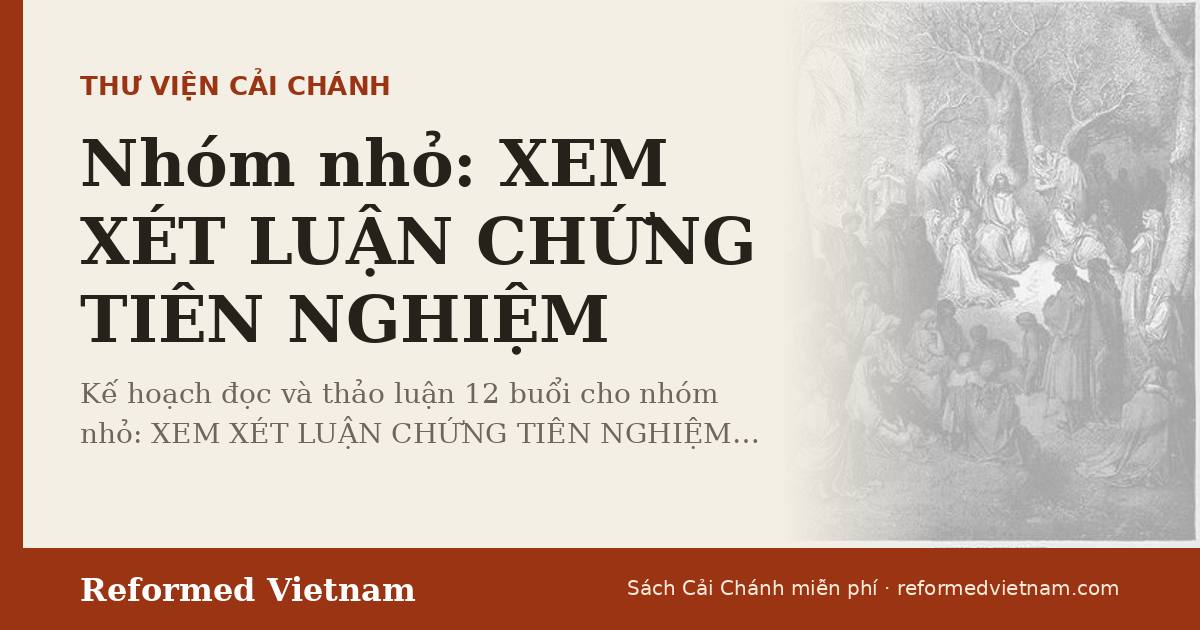 THƯ VIỆN CẢI CHÁNH
Nhóm nhỏ: XEM
XÉT LUẬN CHỨNG
TIÊN NGHIỆM
Kế hoạch đọc và thảo luận 12 buổi cho nhóm
nhỏ: XEM XÉT LUẬN CHỨNG TIÊN NGHIỆM…
Reformed Vietnam
Sách Cải Chánh miễn phí · reformedvietnam.com